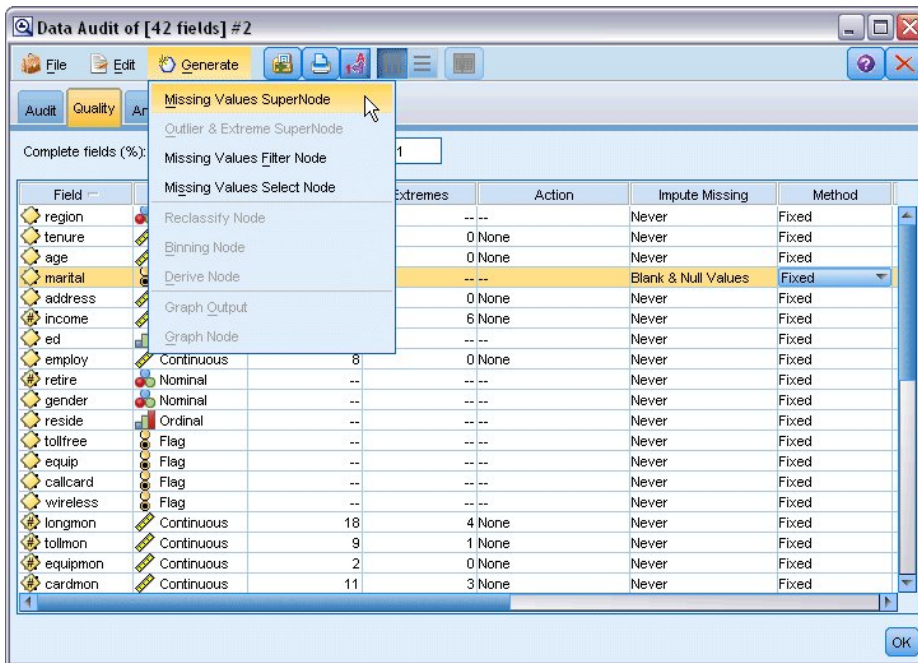 Data Audit of [42 fields] #2
File Edit Generate
Audit Quality An
Missing Values SuperNode
Outlier & Extreme SuperNode
Missing Values Filter Node
Missing Values Select Node
Reclassify Node
Binning Node
Derive Node
Graph Output
Graph Node
Complete fields (%):
Field Extremes Action Impute Missing Method
region -- -- Never Fixed
tenure 0 None Never Fixed
age 0 None Never Fixed
marital -- -- Blank & Null Values Fixed
address 0 None Never Fixed
income 6 None Never Fixed
ed -- -- Never Fixed
employ Continuous 8 0 None Never Fixed
retire Nominal -- -- -- Never Fixed
gender Nominal -- -- -- Never Fixed
reside Ordinal -- -- -- Never Fixed
tollfree Flag -- -- -- Never Fixed
equip Flag -- -- -- Never Fixed
callcard Flag -- -- -- Never Fixed
wireless Flag -- -- -- Never Fixed
longmon Continuous 18 4 None Never Fixed
tollmon Continuous 9 1 None Never Fixed
equipmon Continuous 2 0 None Never Fixed
cardmon Continuous 11 3 None Never Fixed
OK